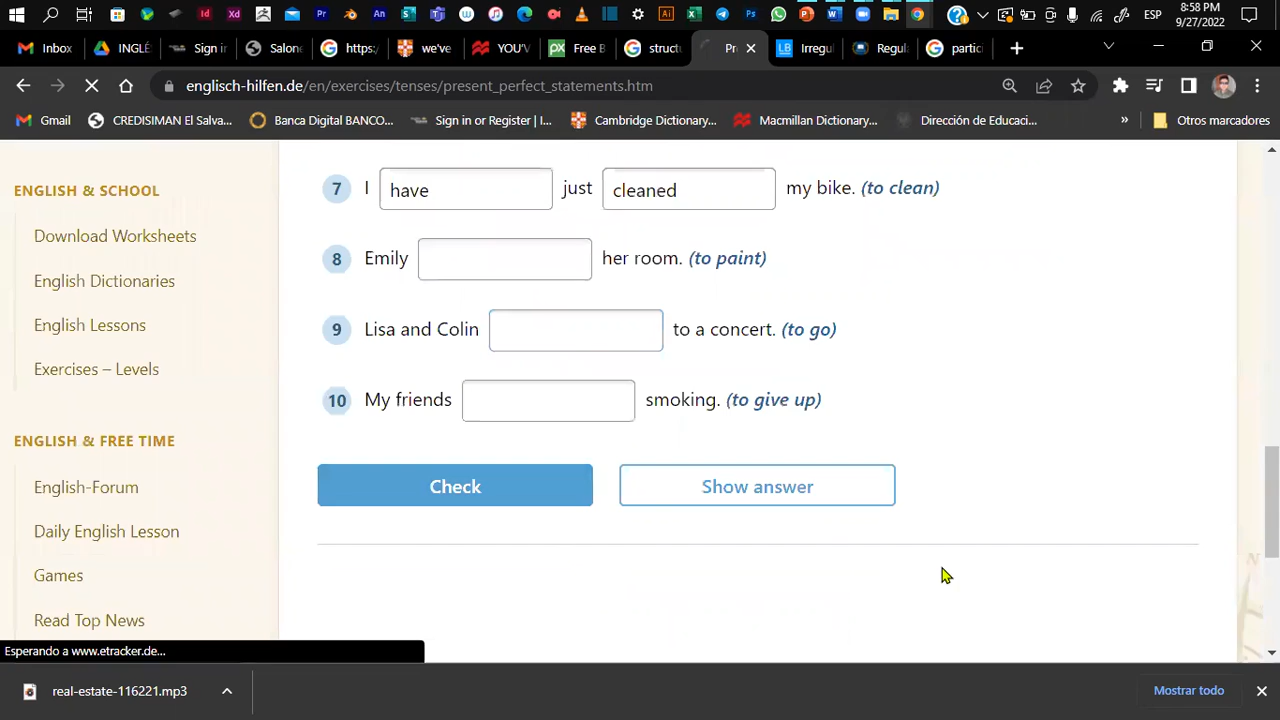 8:58 PM
ESP
9/27/2022
Inbox
INGLÉ
Sign in
Salone
https:/
we've
YOU'V
Free B
struct
Pr
Irregu
Regula
partici
englisch-hilfen.de/en/exercises/tenses/present_perfect_statements.htm
Gmail
CREDISIMAN El Salva...
Banca Digital BANCO...
Sign in or Register | I...
Cambridge Dictionary...
Macmillan Dictionary...
Dirección de Educaci...
»
Otros marcadores
ENGLISH & SCHOOL
Download Worksheets
English Dictionaries
English Lessons
Exercises – Levels
ENGLISH & FREE TIME
English-Forum
Daily English Lesson
Games
Read Top News
7 I have just cleaned my bike. (to clean)
8 Emily her room. (to paint)
9 Lisa and Colin to a concert. (to go)
10 My friends smoking. (to give up)
Check
Show answer
Esperando a www.etracker.de...
real-estate-116221.mp3
Mostrar todo